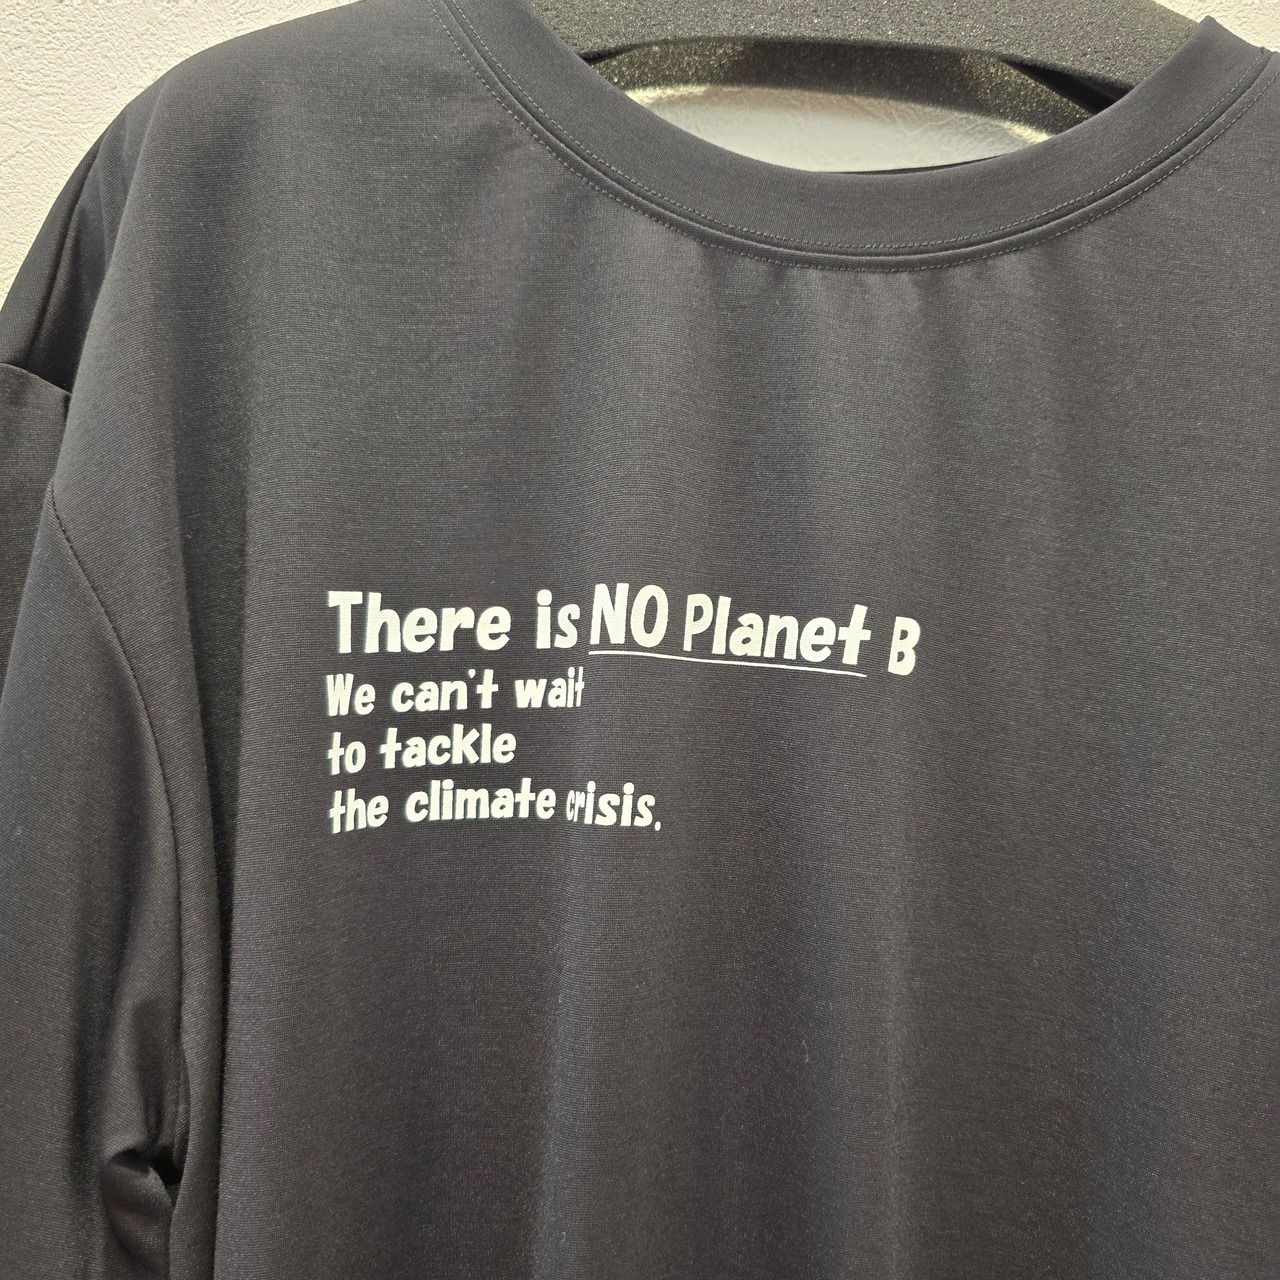 There is NO Planet B
We can't wait
to tackle
the climate crisis.